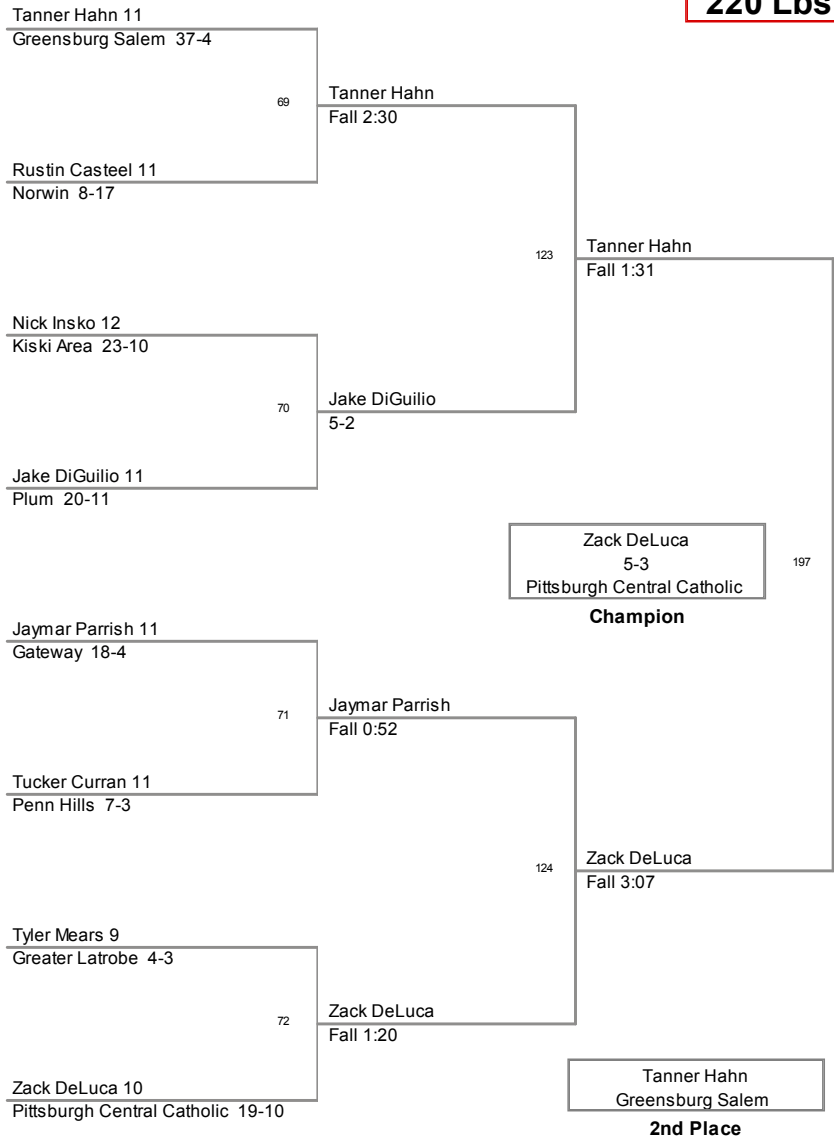 220 Lbs
Tanner Hahn 11
Greensburg Salem 37-4
69
Tanner Hahn
Fall 2:30
Rustin Casteel 11
Norwin 8-17
123
Tanner Hahn
Fall 1:31
Nick Insko 12
Kiski Area 23-10
70
Jake DiGuilio
5-2
Jake DiGuilio 11
Plum 20-11
Zack DeLuca
5-3
Pittsburgh Central Catholic
Champion
197
Jaymar Parrish 11
Gateway 18-4
71
Jaymar Parrish
Fall 0:52
Tucker Curran 11
Penn Hills 7-3
124
Zack DeLuca
Fall 3:07
Tyler Mears 9
Greater Latrobe 4-3
72
Zack DeLuca
Fall 1:20
Zack DeLuca 10
Pittsburgh Central Catholic 19-10
Tanner Hahn
Greensburg Salem
2nd Place